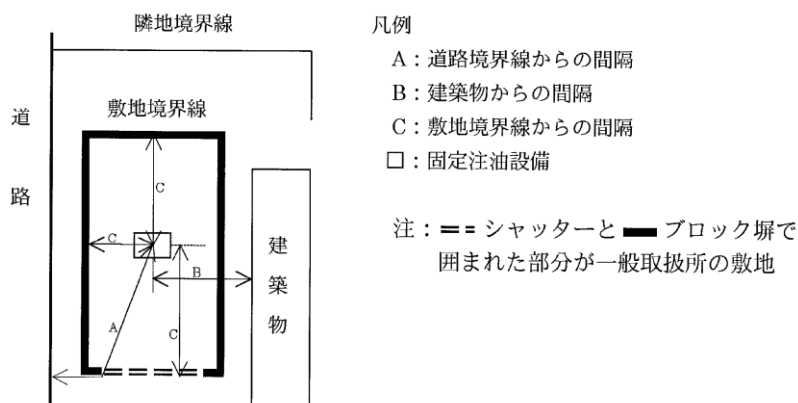 隣地境界線
道路
敷地境界線
C
C
B
C
A
建築物
凡例
A：道路境界線からの間隔
B：建築物からの間隔
C：敷地境界線からの間隔
□：固定注油設備
注：== シャッターと ━ ブロック塀で
囲まれた部分が一般取扱所の敷地